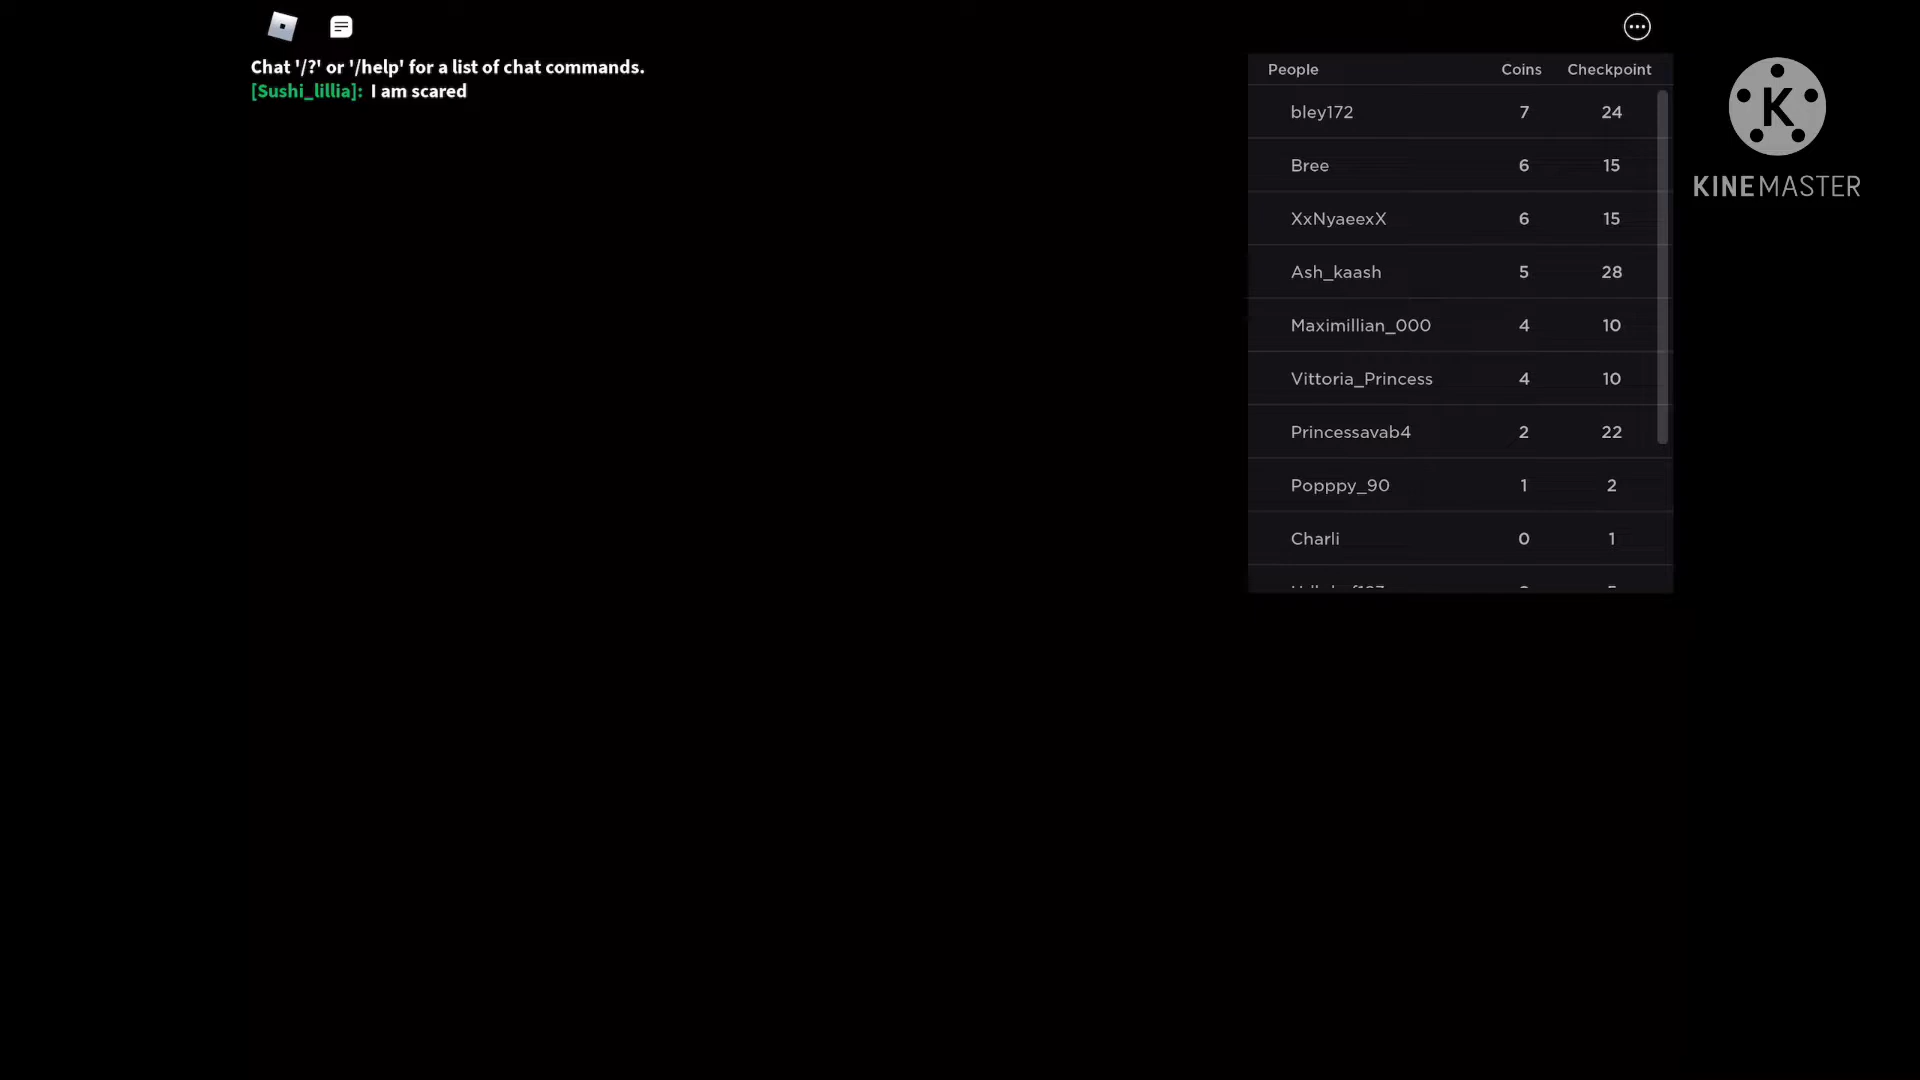 Chat '/?' or '/help' for a list of chat commands.
[Sushi_lillia]: I am scared
People Coins Checkpoint
bley172 7 24
Bree 6 15
XxNyaeexX 6 15
Ash_kaash 5 28
Maximillian_000 4 10
Vittoria_Princess 4 10
Princessavab4 2 22
Popppy_90 1 2
Charli 0 1
K
KINEMASTER